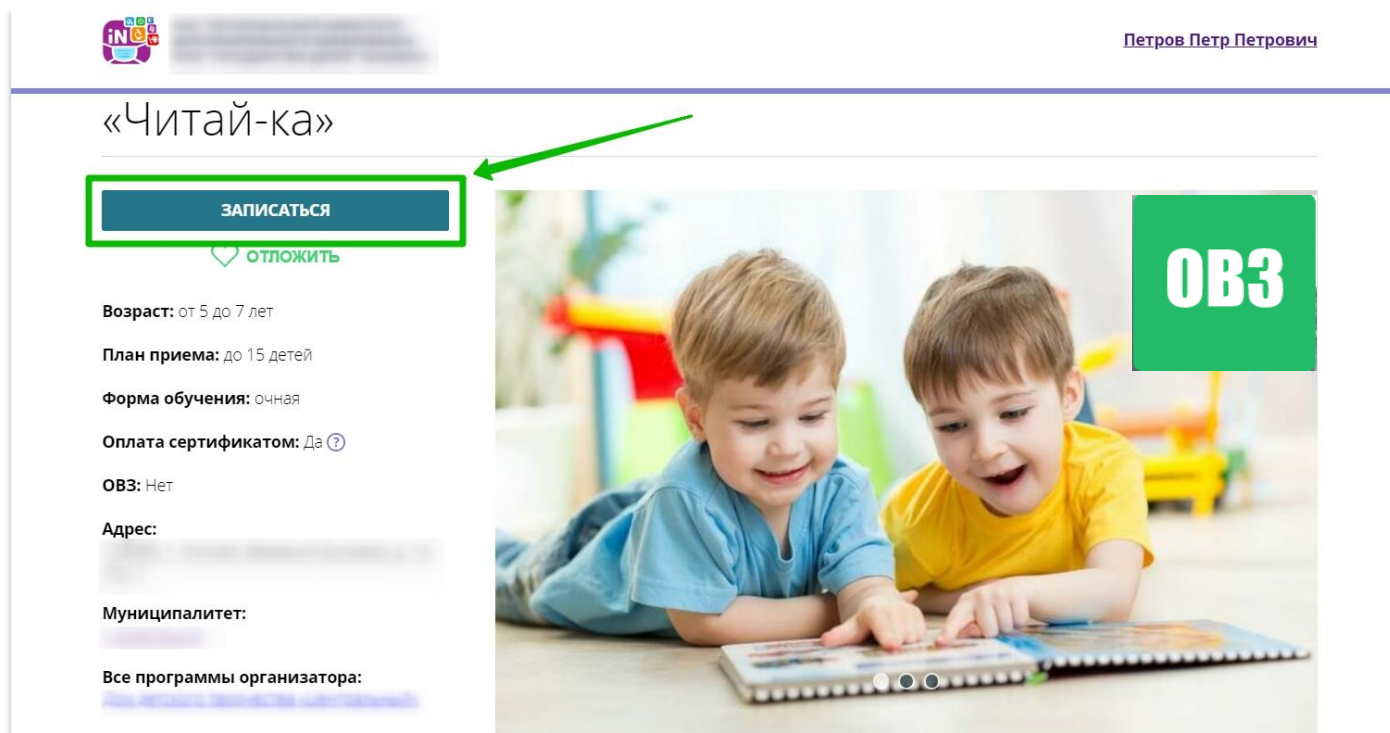 iN
Петров Петр Петрович
«Читай-ка»
ЗАПИСАТЬСЯ
ОТЛОЖИТЬ
ОВЗ
Возраст: от 5 до 7 лет
План приема: до 15 детей
Форма обучения: очная
Оплата сертификатом: Да ?
ОВЗ: Нет
Адрес:
Муниципалитет:
Все программы организатора: